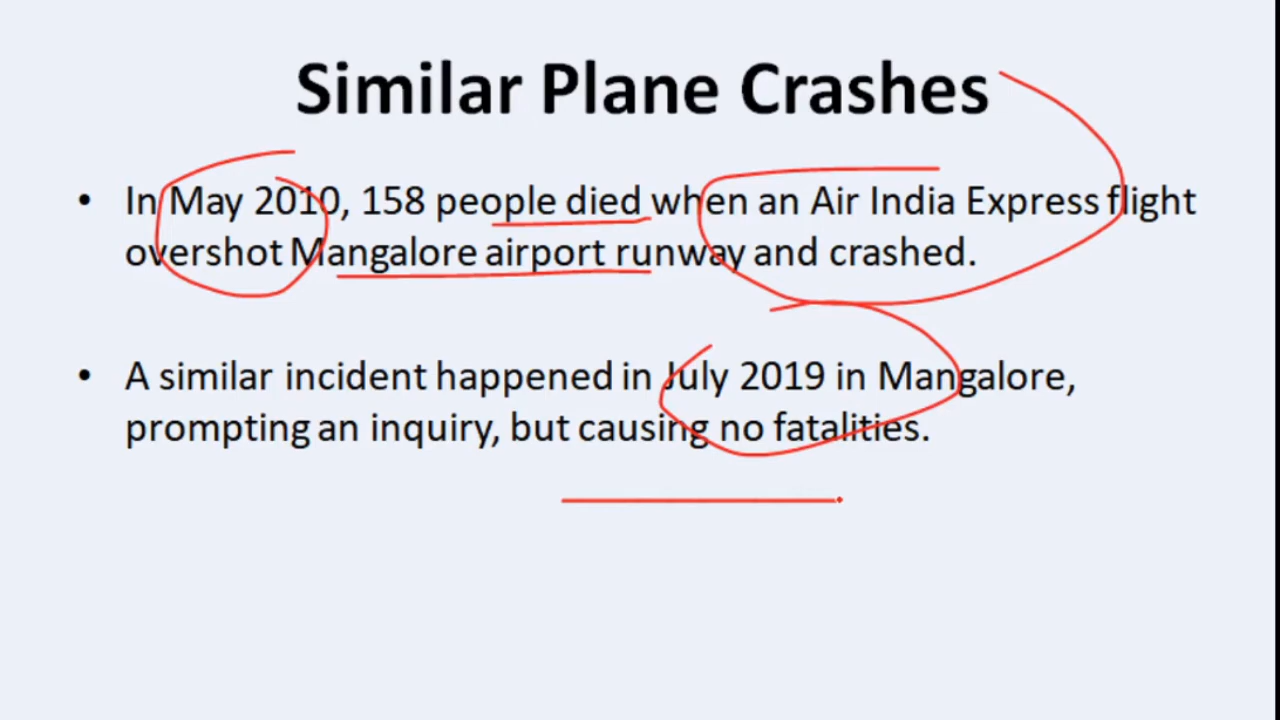 Similar Plane Crashes
• In May 2010, 158 people died when an Air India Express flight
overshot Mangalore airport runway and crashed.
• A similar incident happened in July 2019 in Mangalore,
prompting an inquiry, but causing no fatalities.